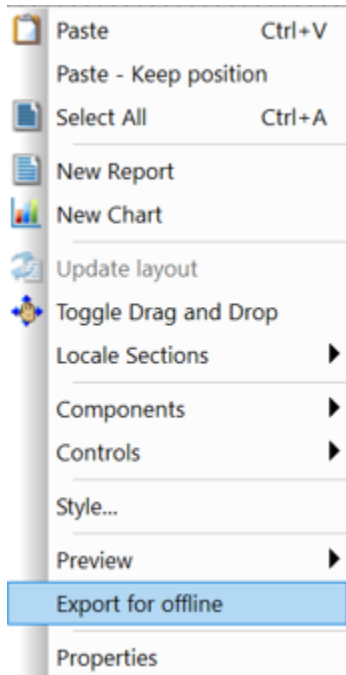 Paste Ctrl+V
Paste - Keep position
Select All Ctrl+A
New Report
New Chart
Update layout
Toggle Drag and Drop
Locale Sections
Components
Controls
Style...
Preview
Export for offline
Properties